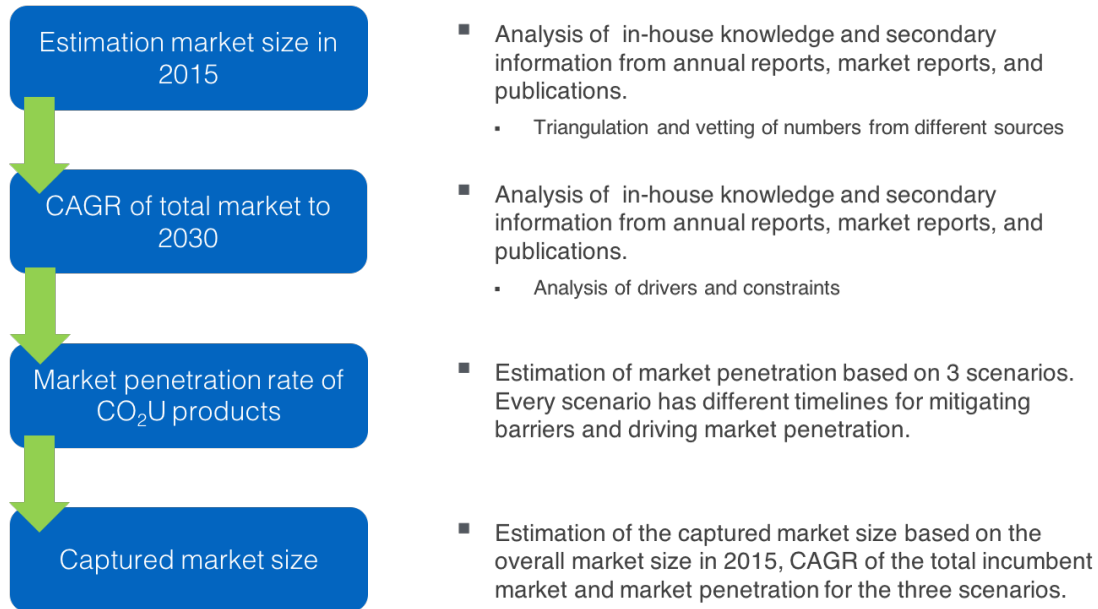 Estimation market size in
2015
■ Analysis of in-house knowledge and secondary
information from annual reports, market reports, and
publications.
▪ Triangulation and vetting of numbers from different sources
CAGR of total market to
2030
■ Analysis of in-house knowledge and secondary
information from annual reports, market reports, and
publications.
▪ Analysis of drivers and constraints
Market penetration rate of
CO₂U products
■ Estimation of market penetration based on 3 scenarios.
Every scenario has different timelines for mitigating
barriers and driving market penetration.
Captured market size
■ Estimation of the captured market size based on the
overall market size in 2015, CAGR of the total incumbent
market and market penetration for the three scenarios.